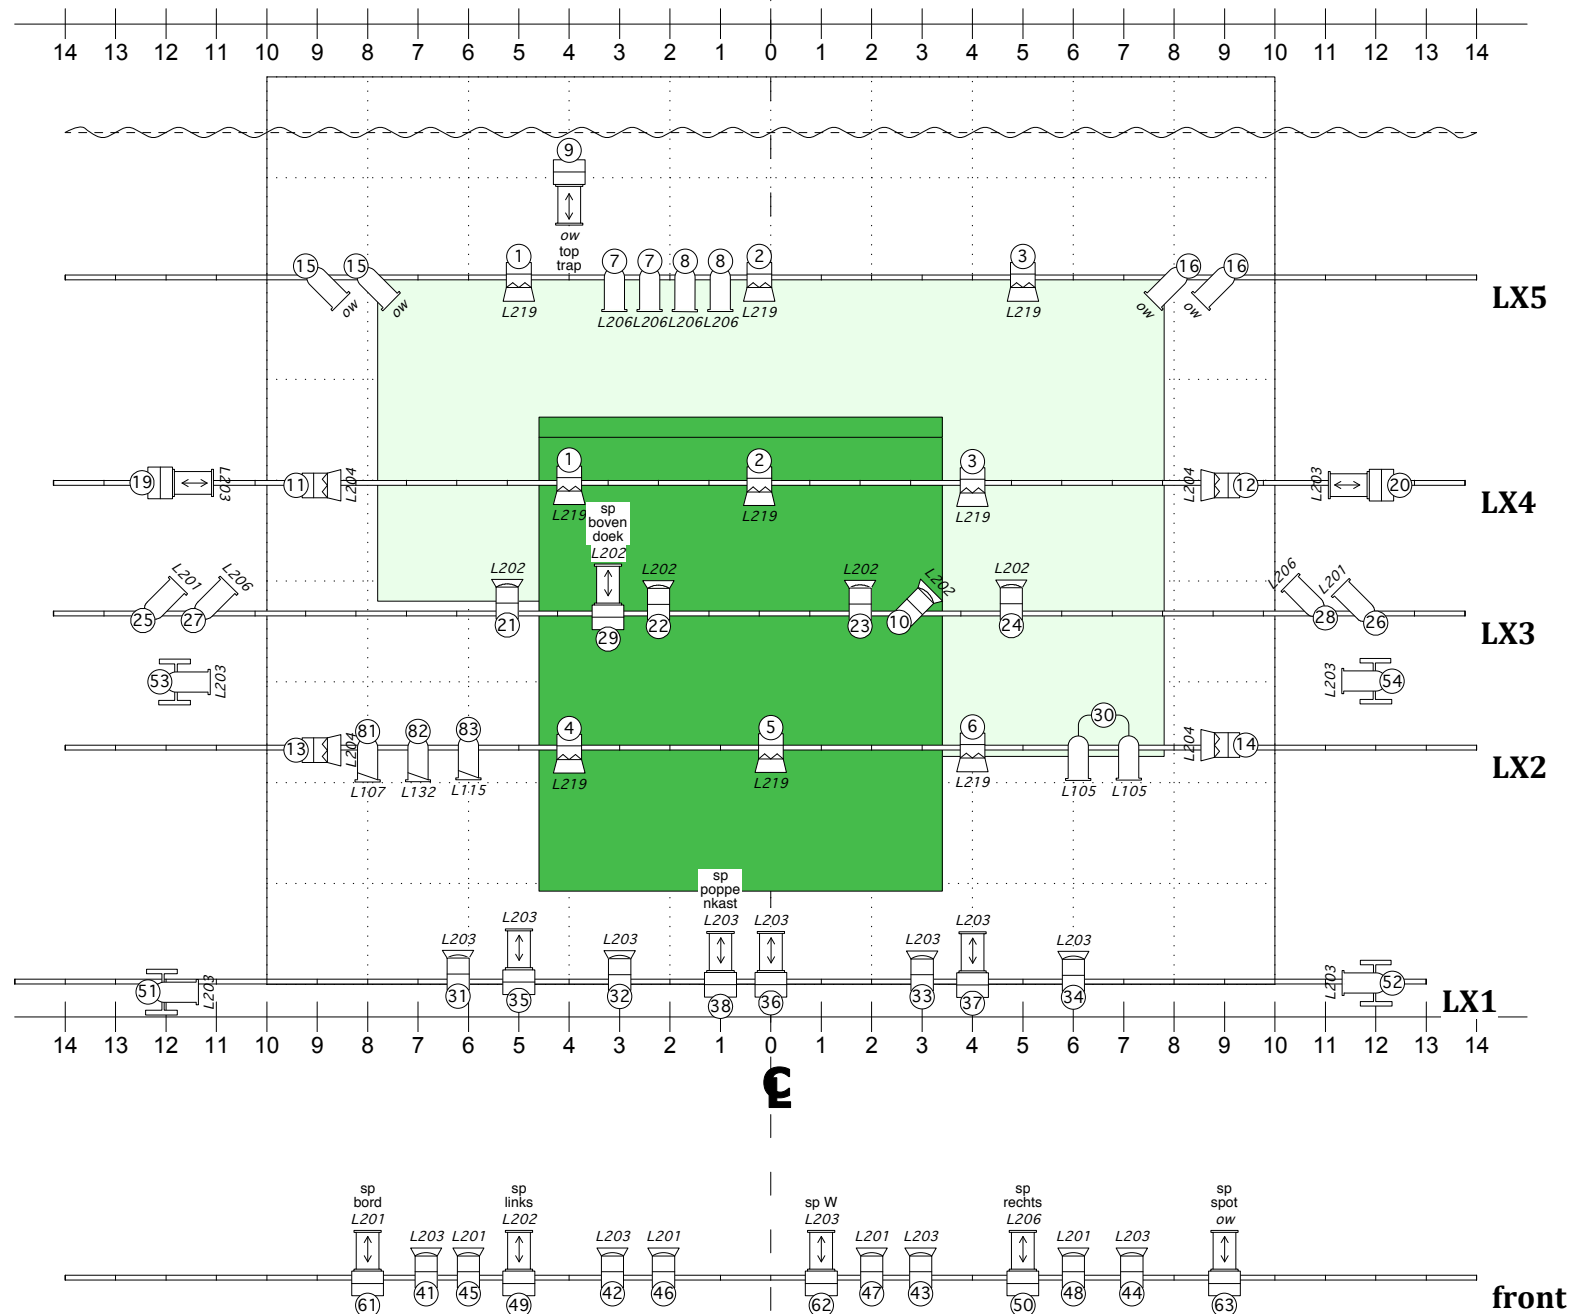 14 13 12 11 10 9 8 7 6 5 4 3 2 1 0 1 2 3 4 5 6 7 8 9 10 11 12 13 14
9
ow
top
trap
15 15 1 7 7 8 8 2 3 16 16
ow ow L219 L206 L206 L206 L206 L219 L219 ow ow
LX5
19 L203 11 L204 1 2 3 L204 12 L203 20
L219 L219 L219
LX4
sp
boven
doek
L201 L206 L202 L202 L202 L202 L202 L202 L206 L201
25 27 21 29 22 23 10 24 28 26
LX3
53 L203 L203 54
13 L204 81 82 83 4 5 6 30 L204 14
L107 L132 L115 L219 L219 L219 L105 L105
LX2
sp
poppe
nkast
L203 L203 L203 L203 L203 L203 L203 L203
51 L203 31 35 32 38 36 33 37 34 L203 52
LX1
14 13 12 11 10 9 8 7 6 5 4 3 2 1 0 1 2 3 4 5 6 7 8 9 10 11 12 13 14
℄
sp sp sp sp
bord links sp W rechts spot
L201 L203 L201 L202 L203 L201 L203 L201 L203 L206 L201 L203 ow
61 41 45 49 42 46 62 47 43 50 48 44 63
front